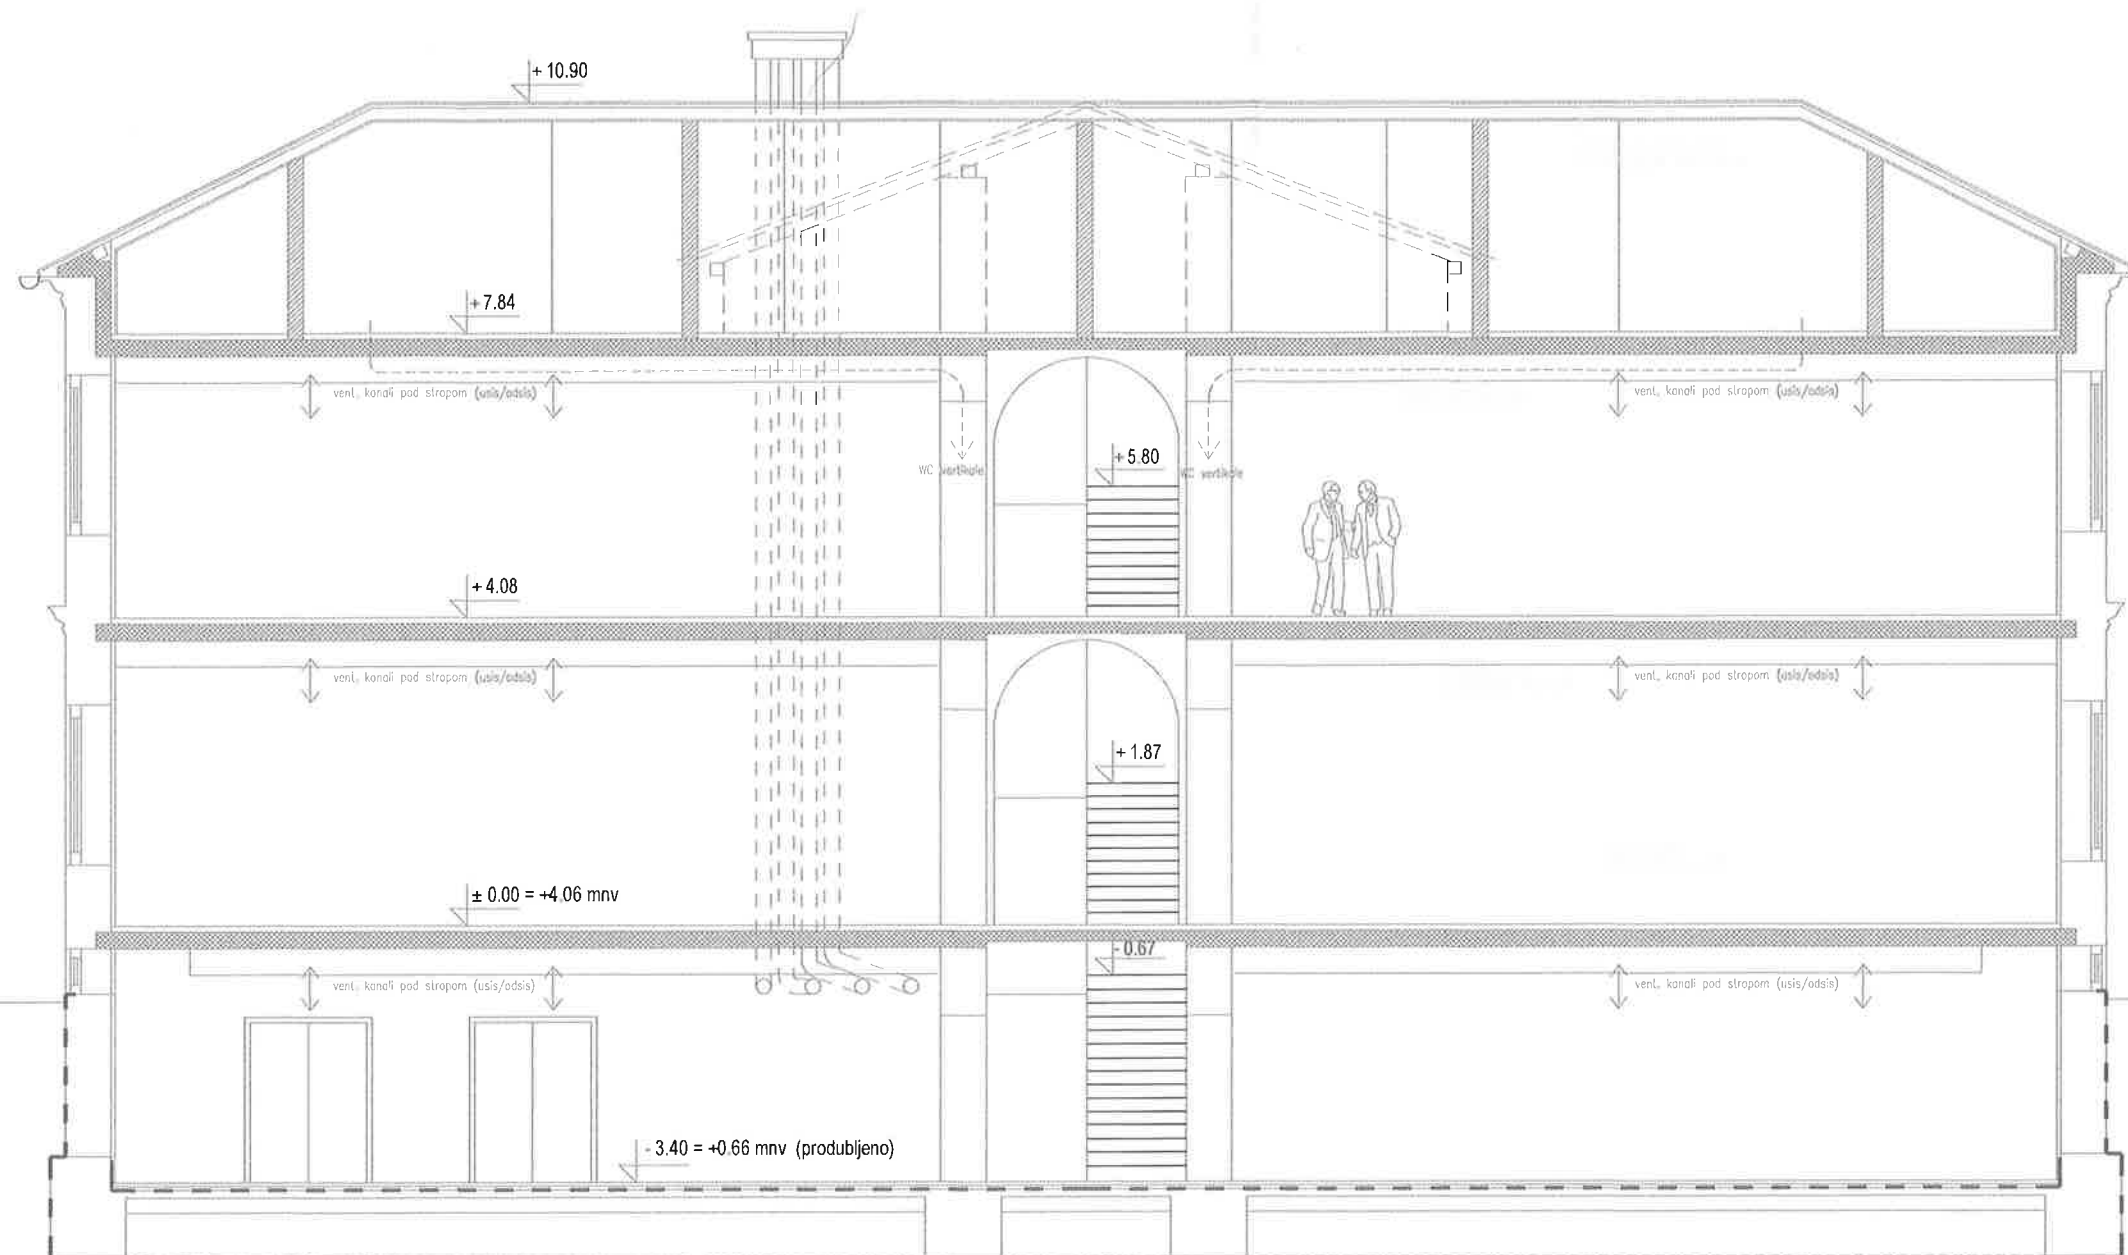 + 10.90
+ 7.84
vent. kanali pod stropom (usis/odsis)
vent. kanali pod stropom (usis/odsis)
WC vertikale
+ 5.80
WC vertikale
+ 4.08
vent. kanali pod stropom (usis/odsis)
vent. kanali pod stropom (usis/odsis)
+ 1.87
± 0.00 = +4.06 mnv
- 0.67
vent. kanali pod stropom (usis/odsis)
vent. kanali pod stropom (usis/odsis)
- 3.40 = +0.66 mnv (produbljeno)